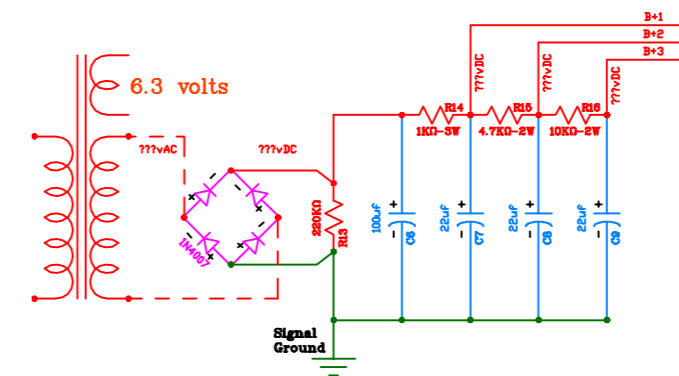 B+1
B+2
B+3
6.3 volts
???vAC
???vDC
???vDC
???vDC
???vDC
R14
1KΩ-3W
R15
4.7KΩ-2W
R16
10KΩ-2W
220KΩ
R13
1N4007
- -
+ +
- -
+ +
+ + + +
100uf
22uf
22uf
22uf
- - - -
C6
C7
C8
C9
Signal
Ground